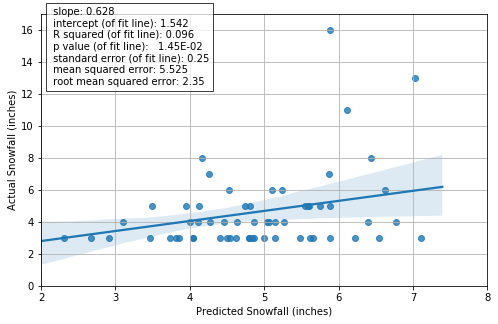 slope: 0.628
intercept (of fit line): 1.542
R squared (of fit line): 0.096
p value (of fit line): 1.45E-02
standard error (of fit line): 0.25
mean squared error: 5.525
root mean squared error: 2.35
16
14
12
10
8
6
4
2
0
Actual Snowfall (inches)
2 3 4 5 6 7 8
Predicted Snowfall (inches)